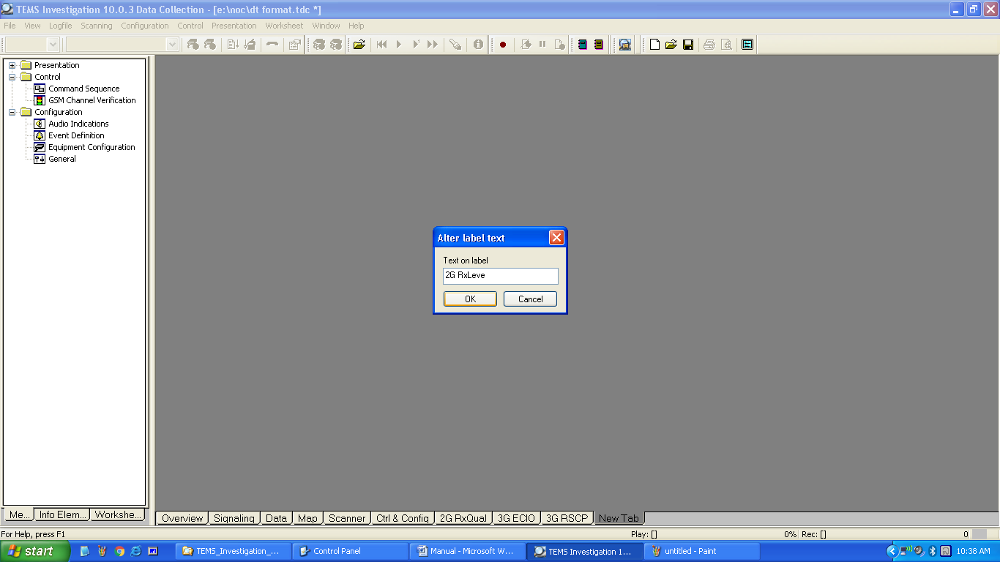 TEMS Investigation 10.0.3 Data Collection - [e:\noc\dt format.tdc *]
File View Logfile Scanning Configuration Control Presentation Worksheet Window Help
Presentation
Control
Command Sequence
GSM Channel Verification
Configuration
Audio Indications
Event Definition
Equipment Configuration
General
Alter label text
Text on label
2G RxLeve
OK Cancel
Me... Info Elem... Workshe...
Overview Signaling Data Map Scanner Ctrl & Config 2G RxQual 3G ECIO 3G RSCP New Tab
For Help, press F1 Play: [] 0% Rec: [] 0
start TEMS_Investigation_... Control Panel Manual - Microsoft W... TEMS Investigation 1... untitled - Paint 10:38 AM